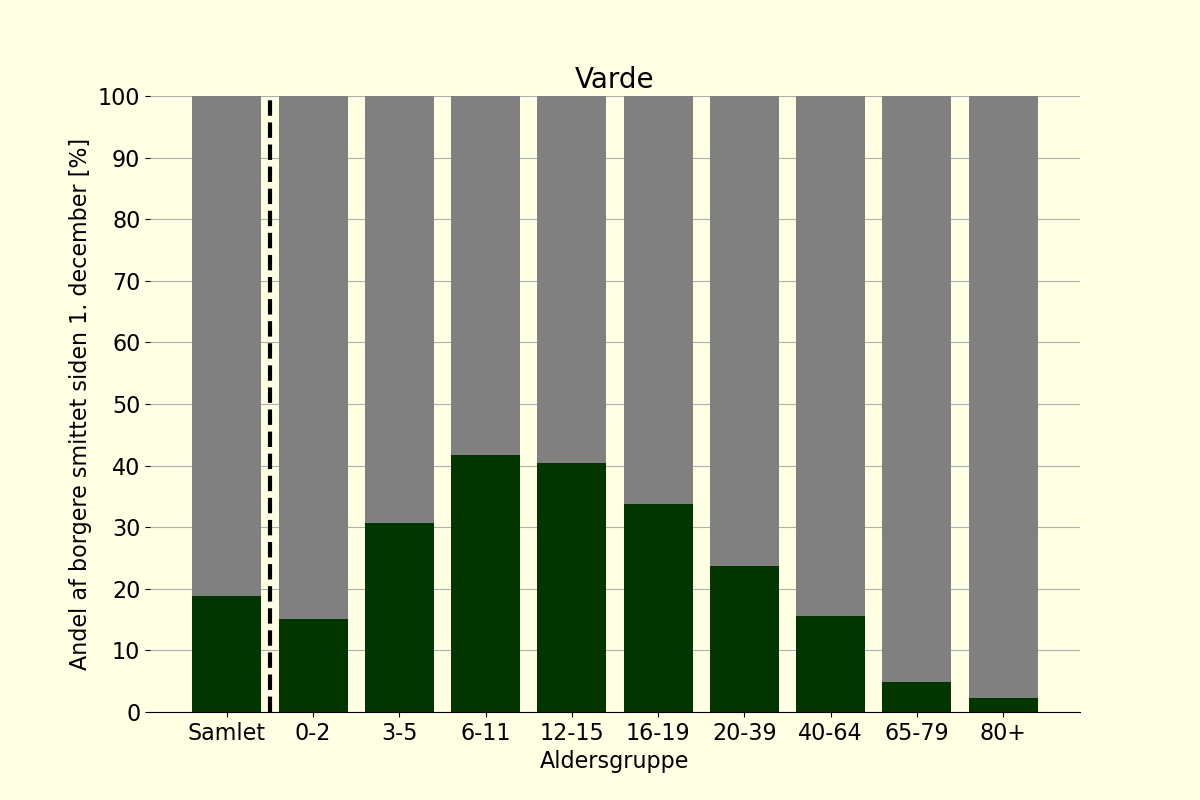 Varde
Andel af borgere smittet siden 1. december [%]
100
90
80
70
60
50
40
30
20
10
0
Samlet 0-2 3-5 6-11 12-15 16-19 20-39 40-64 65-79 80+
Aldersgruppe